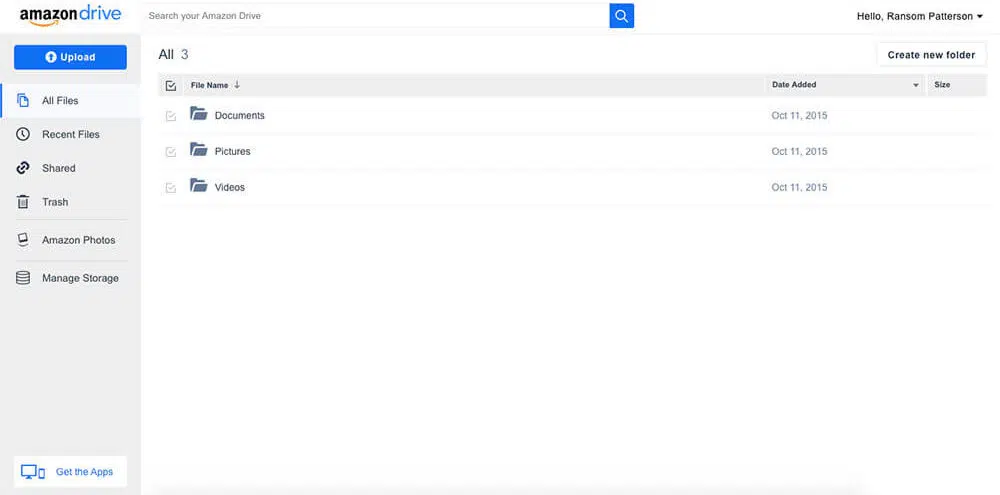 amazon drive
Search your Amazon Drive
Hello, Ransom Patterson
Upload
All Files
Recent Files
Shared
Trash
Amazon Photos
Manage Storage
Get the Apps
All 3
Create new folder
File Name Date Added Size
Documents Oct 11, 2015
Pictures Oct 11, 2015
Videos Oct 11, 2015